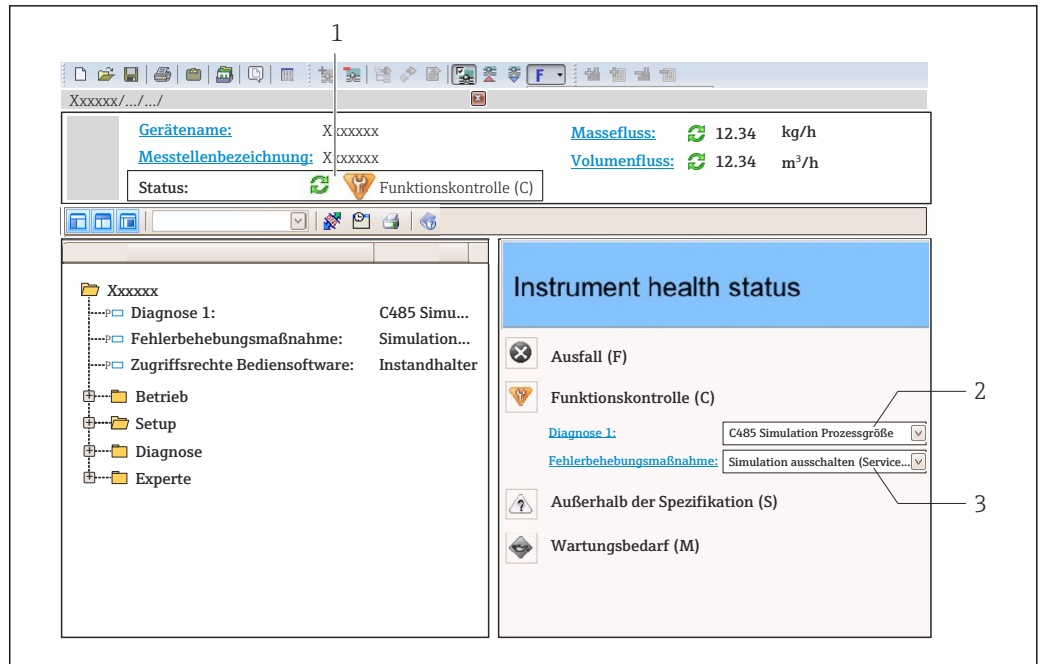 1
F
Xxxxxx/.../.../
Gerätename: Xxxxxxx Massefluss: 12.34 kg/h
Messstellenbezeichnung: Xxxxxxx Volumenfluss: 12.34 m³/h
Status: Funktionskontrolle (C)
Xxxxxx
Diagnose 1: C485 Simu...
Fehlerbehebungsmaßnahme: Simulation...
Zugriffsrechte Bediensoftware: Instandhalter
Betrieb
Setup
Diagnose
Experte
Instrument health status
Ausfall (F)
Funktionskontrolle (C)
2
Diagnose 1: C485 Simulation Prozessgröße
Fehlerbehebungsmaßnahme: Simulation ausschalten (Service...
Außerhalb der Spezifikation (S)
3
Wartungsbedarf (M)